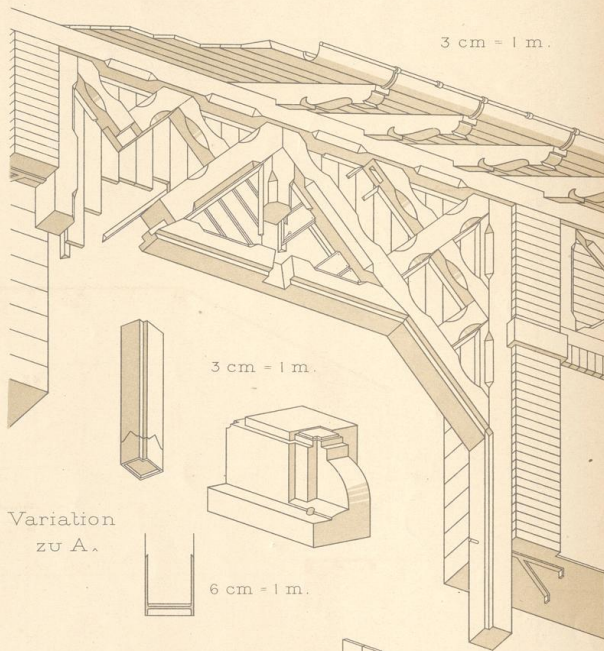 3 cm = 1 m.
3 cm = 1 m.
Variation
zu A.
6 cm = 1 m.